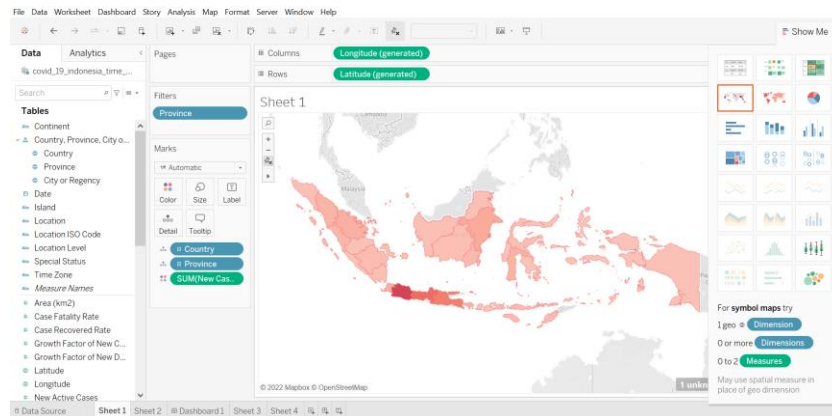 File Data Worksheet Dashboard Story Analysis Map Format Server Window Help
Show Me
Data Analytics
covid_19_indonesia_time_...
Search
Tables
Continent
Country, Province, City o...
Country
Province
City or Regency
Date
Island
Location
Location ISO Code
Location Level
Special Status
Time Zone
Measure Names
Area (km2)
Case Fatality Rate
Case Recovered Rate
Growth Factor of New C...
Growth Factor of New D...
Latitude
Longitude
New Active Cases
Pages
Filters
Province
Marks
Automatic
Color Size Label
Detail Tooltip
Country
Province
SUM(New Cas..
Columns Longitude (generated)
Rows Latitude (generated)
Sheet 1
Malaysia
© 2022 Mapbox © OpenStreetMap
1 unkn
For symbol maps try
1 geo Dimension
0 or more Dimensions
0 to 2 Measures
May use spatial measure in
place of geo dimension
Data Source Sheet 1 Sheet 2 Dashboard 1 Sheet 3 Sheet 4